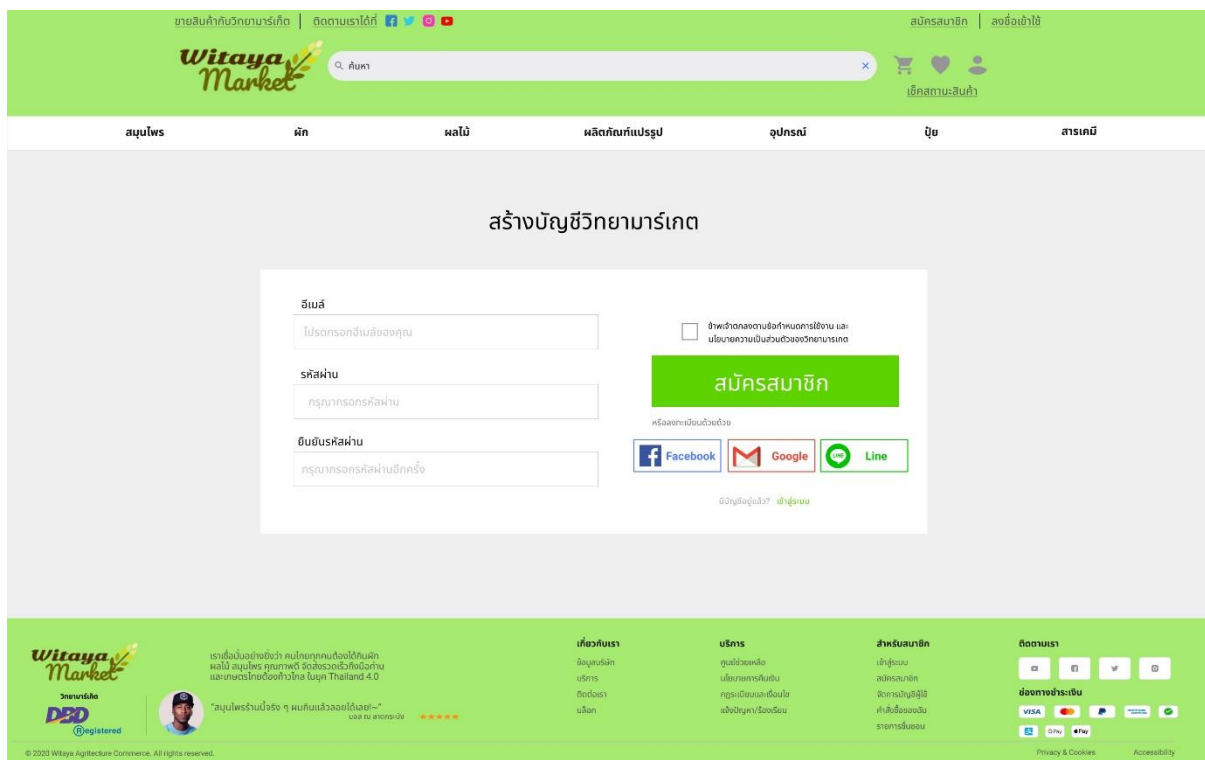 ขายสินค้ากับวิทยามาร์เก็ต | ติดตามเราได้ที่
สมัครสมาชิก | ลงชื่อเข้าใช้
Witaya
Market
ค้นหา
เช็คสถานะสินค้า
สมุนไพร ผัก ผลไม้ ผลิตภัณฑ์แปรรูป อุปกรณ์ ปุ๋ย สารเคมี
สร้างบัญชีวิทยามาร์เกต
อีเมล์
โปรดกรอกอีเมล์ของคุณ
รหัสผ่าน
กรุณากรอกรหัสผ่าน
ยืนยันรหัสผ่าน
กรุณากรอกรหัสผ่านอีกครั้ง
ข้าพเจ้าตกลงตามข้อกำหนดการใช้งาน และ
นโยบายความเป็นส่วนตัวของวิทยามารเกต
สมัครสมาชิก
หรือลงทะเบียนด้วยด้วย
Facebook
Google
LINE
Line
มีบัญชีอยู่แล้ว? เข้าสู่ระบบ
Witaya
Market
วิทยามาร์เก็ต
DBD
Registered
เราเชื่อมั่นอย่างยิ่งว่า คนไทยทุกคนต้องได้กินผัก
ผลไม้ สมุนไพร คุณภาพดี จัดส่งรวดเร็วถึงมือท่าน
และเกษตรไทยต้องก้าวไกล ในยุค Thailand 4.0
"สมุนไพรร้านนี้จริง ๆ ผมกินแล้วลอยได้เลย!~"
บอส ณ ลาดกระบัง
เกี่ยวกับเรา
ข้อมูลบริษัท
บริการ
ติดต่อเรา
บล็อก
บริการ
ศูนย์ช่วยเหลือ
นโยบายการคืนเงิน
กฎระเบียบและเงื่อนไข
แจ้งปัญหา/ร้องเรียน
สำหรับสมาชิก
เข้าสู่ระบบ
สมัครสมาชิก
จัดการบัญชีผู้ใช้
คำสั่งซื้อของฉัน
รายการชื่นชอบ
ติดตามเรา
ช่องทางชำระเงิน
VISA
G Pay
Pay
© 2020 Witaya Agritecture Commerce. All rights reserved.
Privacy & Cookies
Accessibility